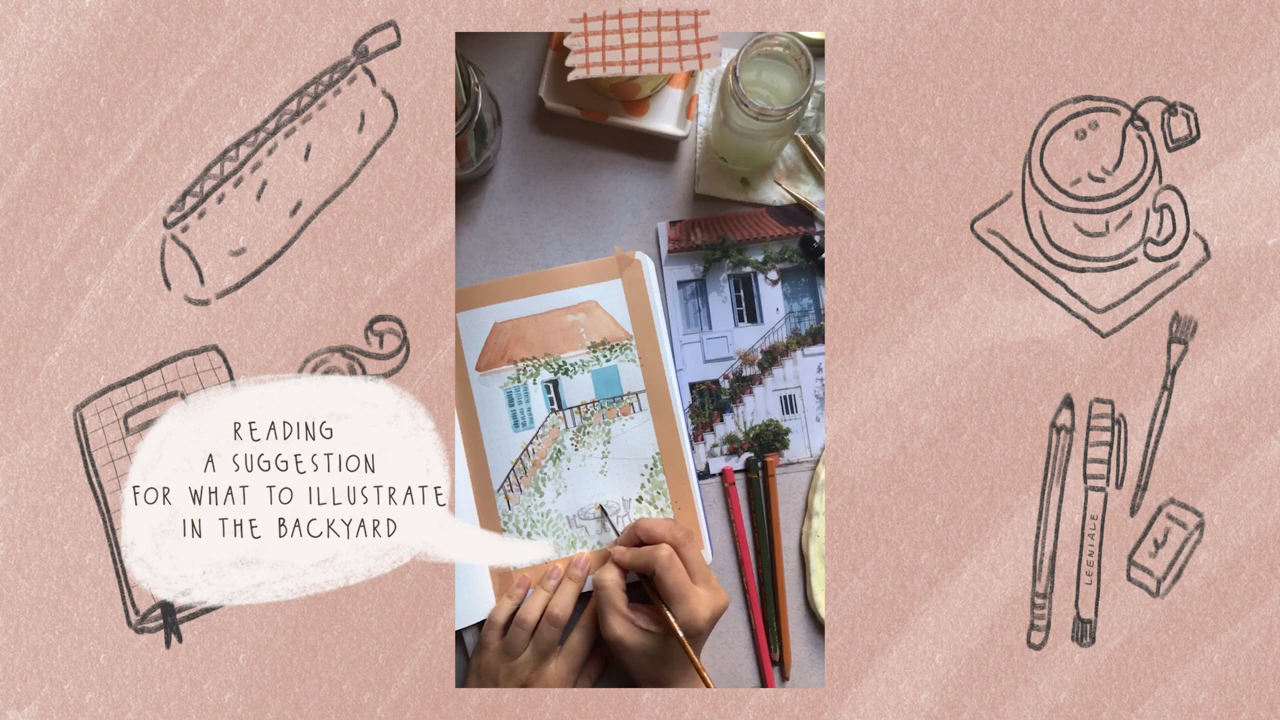 READING
A SUGGESTION
FOR WHAT TO ILLUSTRATE
IN THE BACKYARD
LEENIALE